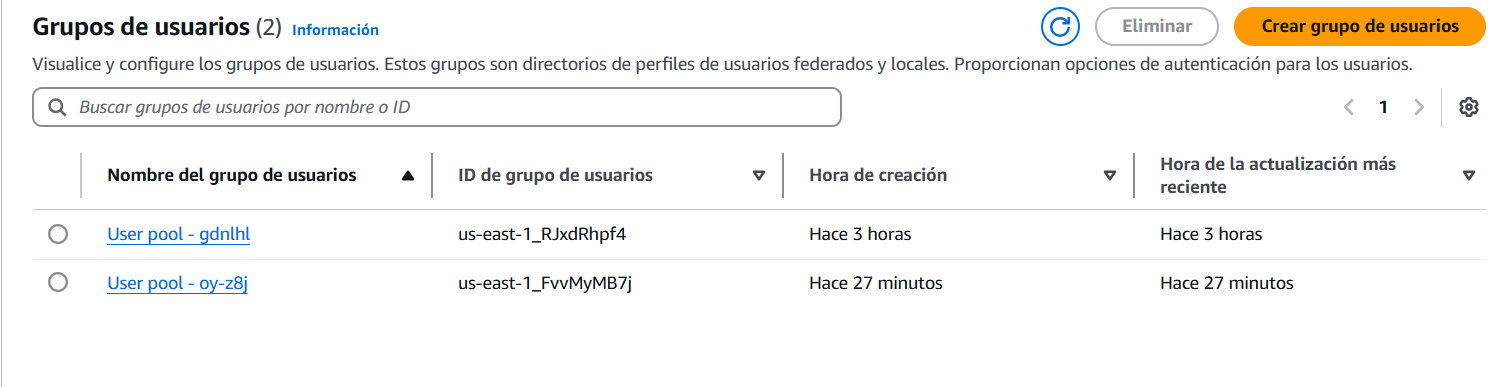 Grupos de usuarios (2) Información
Eliminar
Crear grupo de usuarios
Visualice y configure los grupos de usuarios. Estos grupos son directorios de perfiles de usuarios federados y locales. Proporcionan opciones de autenticación para los usuarios.
Buscar grupos de usuarios por nombre o ID
1
Nombre del grupo de usuarios
ID de grupo de usuarios
Hora de creación
Hora de la actualización más
reciente
User pool - gdnlhl us-east-1_RJxdRhpf4 Hace 3 horas Hace 3 horas
User pool - oy-z8j us-east-1_FvvMyMB7j Hace 27 minutos Hace 27 minutos